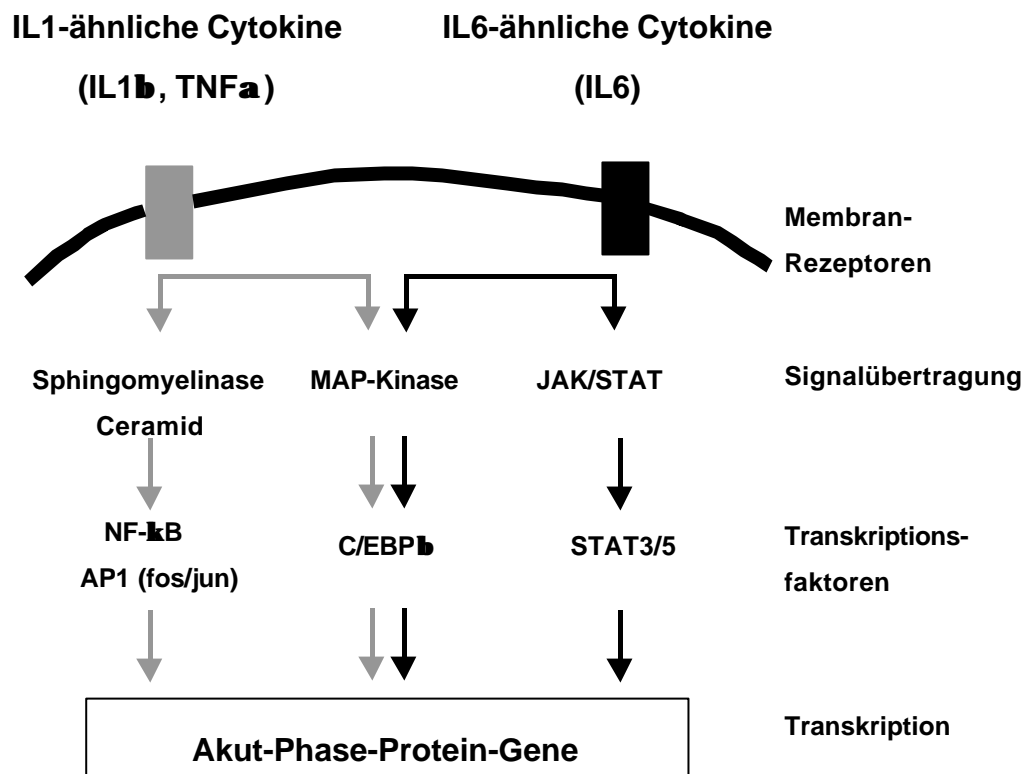 IL1-ähnliche Cytokine
IL6-ähnliche Cytokine
(IL1b, TNFa)
(IL6)
Membran-
Rezeptoren
Sphingomyelinase
Ceramid
MAP-Kinase
JAK/STAT
Signalübertragung
NF-kB
AP1 (fos/jun)
C/EBPb
STAT3/5
Transkriptions-
faktoren
Akut-Phase-Protein-Gene
Transkription